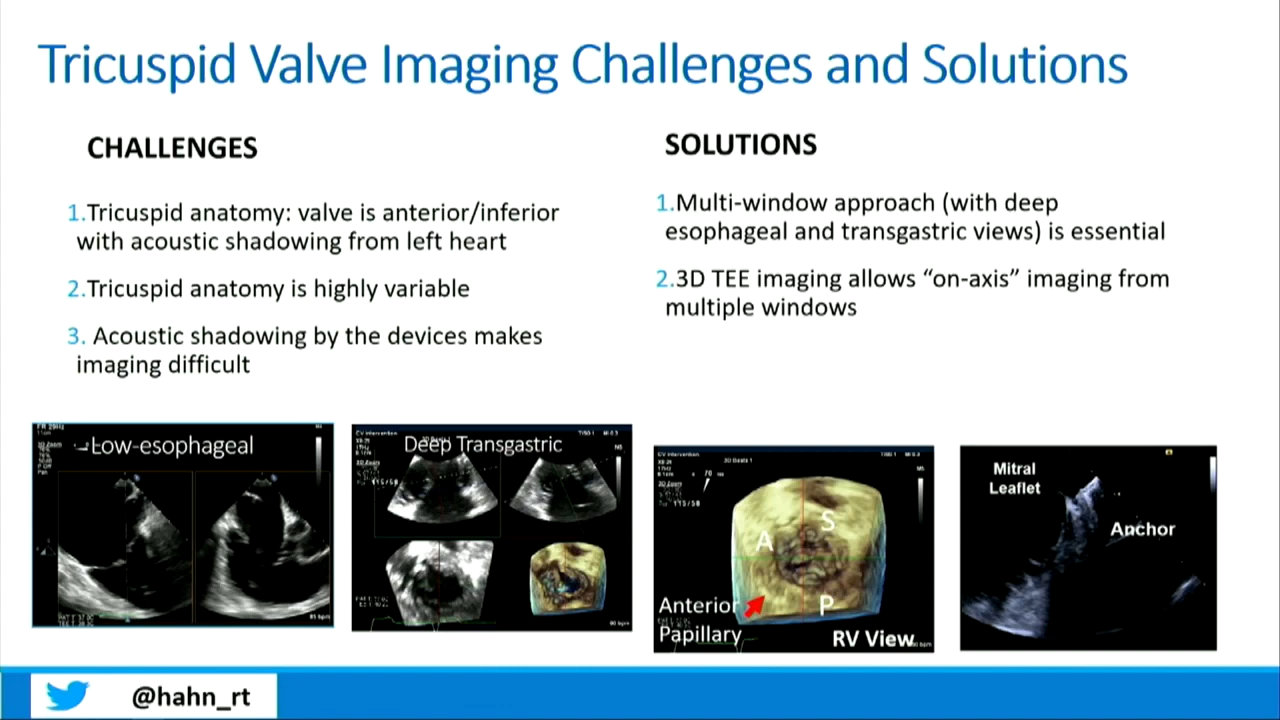 Tricuspid Valve Imaging Challenges and Solutions
CHALLENGES
1.Tricuspid anatomy: valve is anterior/inferior
with acoustic shadowing from left heart
2.Tricuspid anatomy is highly variable
3. Acoustic shadowing by the devices makes
imaging difficult
SOLUTIONS
1.Multi-window approach (with deep
esophageal and transgastric views) is essential
2.3D TEE imaging allows “on-axis” imaging from
multiple windows
Low-esophageal
Deep Transgastric
3D Beats 1
S
A
P
Anterior
Papillary
RV View
Mitral
Leaflet
Anchor
@hahn_rt